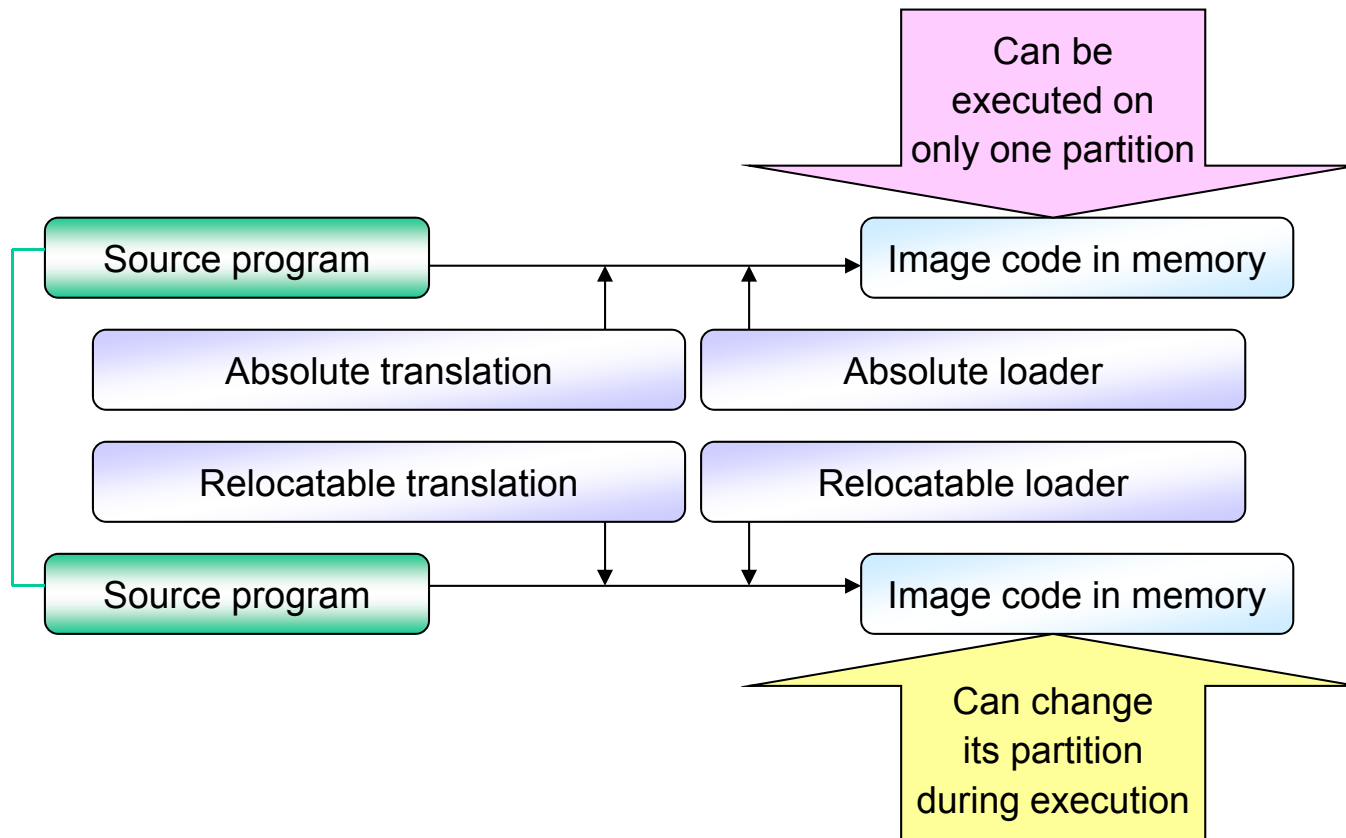 Can be
executed on
only one partition
Source program
Image code in memory
Absolute translation
Absolute loader
Relocatable translation
Relocatable loader
Source program
Image code in memory
Can change
its partition
during execution